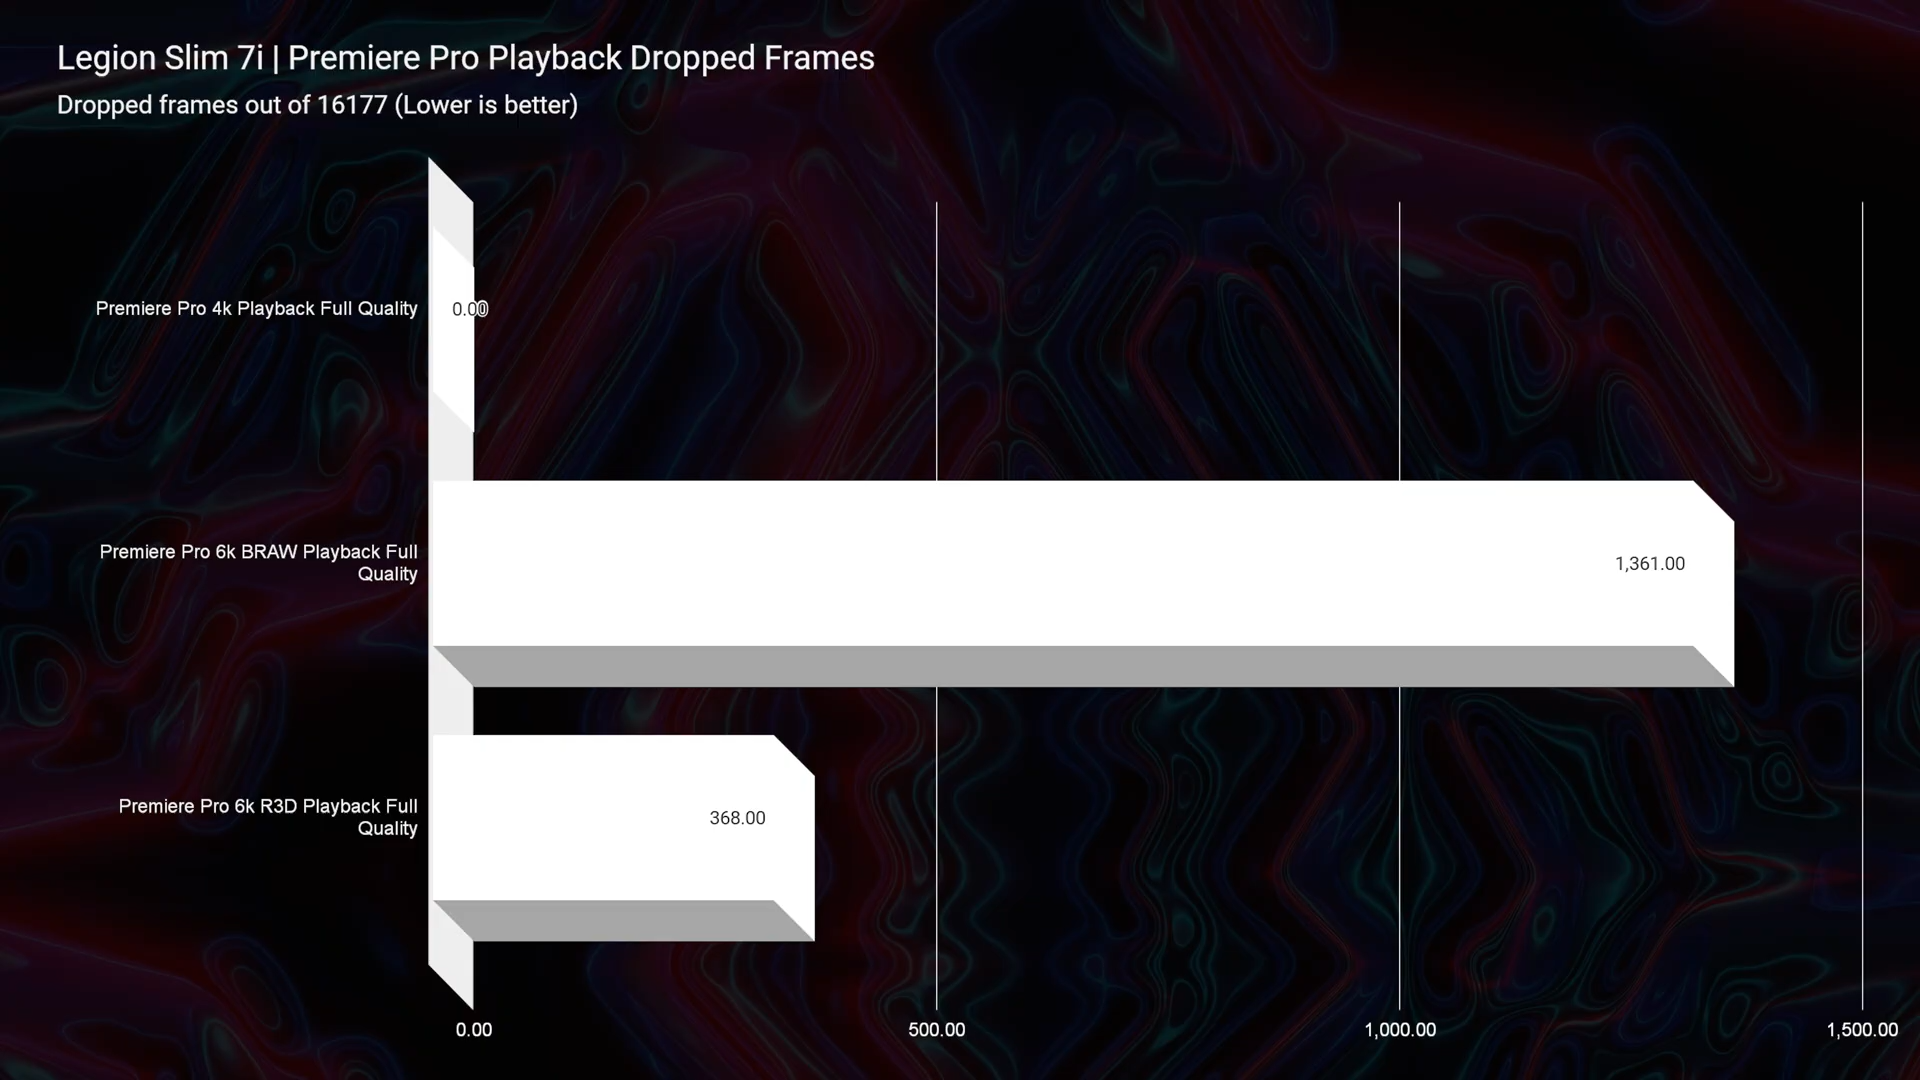 Legion Slim 7i | Premiere Pro Playback Dropped Frames
Dropped frames out of 16177 (Lower is better)
Premiere Pro 4k Playback Full Quality
0.00
Premiere Pro 6k BRAW Playback Full
Quality
1,361.00
Premiere Pro 6k R3D Playback Full
Quality
368.00
0.00
500.00
1,000.00
1,500.00